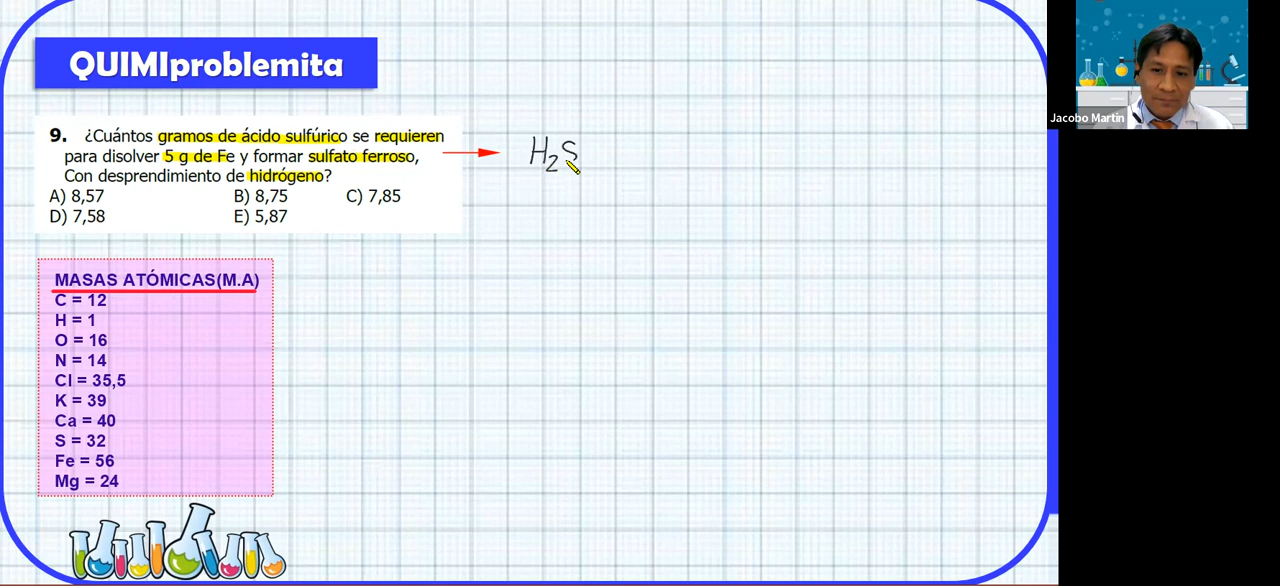 QUIMIproblemita
9. ¿Cuántos gramos de ácido sulfúrico se requieren
para disolver 5 g de Fe y formar sulfato ferroso,
Con desprendimiento de hidrógeno?
A) 8,57 B) 8,75 C) 7,85
D) 7,58 E) 5,87
H₂S
MASAS ATÓMICAS(M.A)
C = 12
H = 1
O = 16
N = 14
Cl = 35,5
K = 39
Ca = 40
S = 32
Fe = 56
Mg = 24
Jacobo Martin